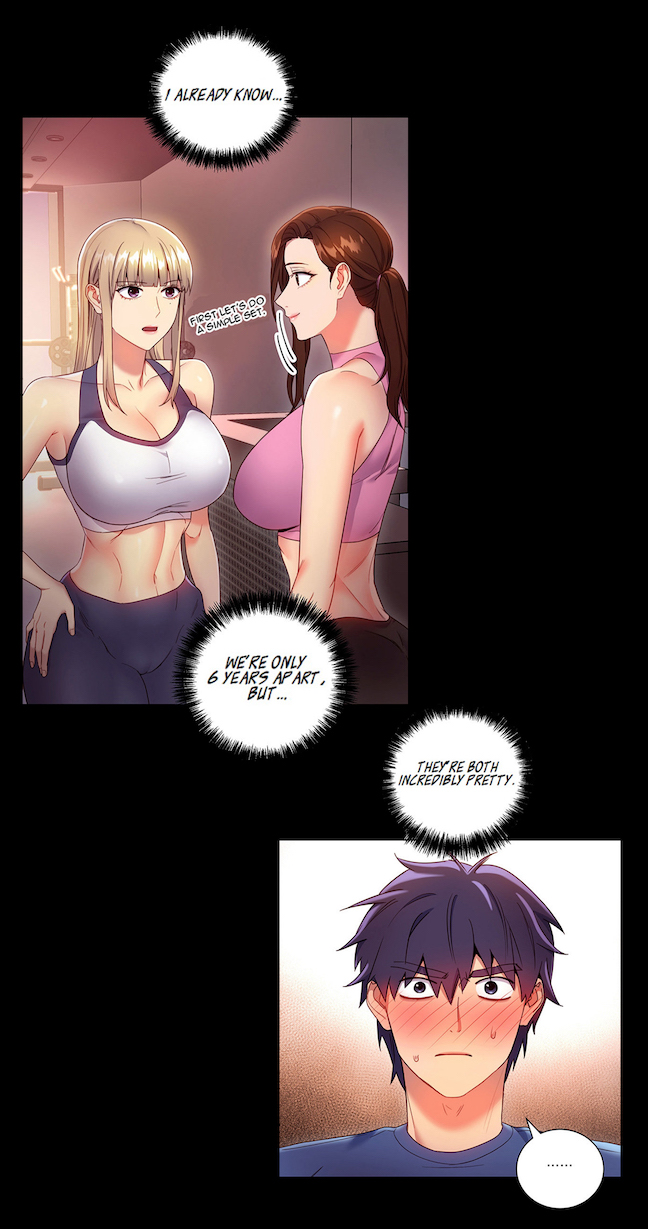 I ALREADY KNOW...
FIRST, LET'S DO
A SIMPLE SET.
WE'RE ONLY
6 YEARS APART,
BUT...
THEY'RE BOTH
INCREDIBLY PRETTY.
......